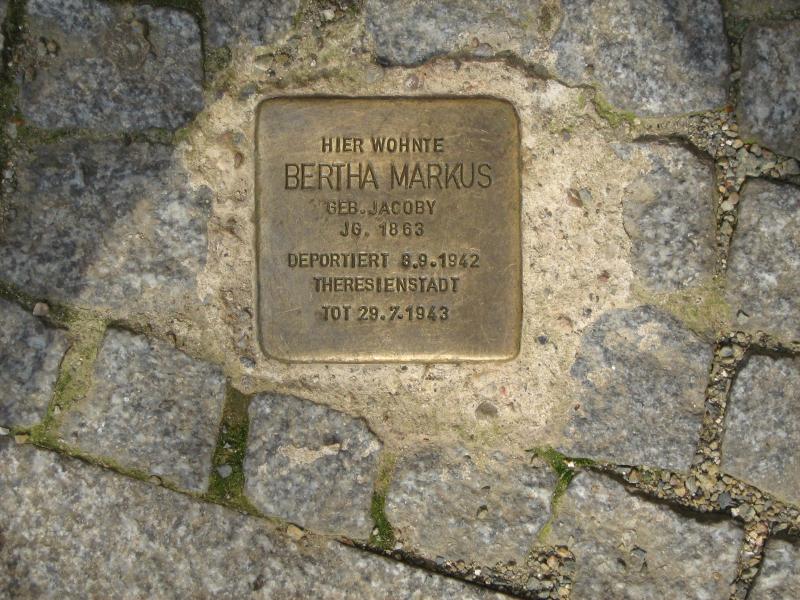 HIER WOHNTE
BERTHA MARKUS
GEB. JACOBY
JG. 1863
DEPORTIERT 8.9.1942
THERESIENSTADT
TOT 29.7.1943